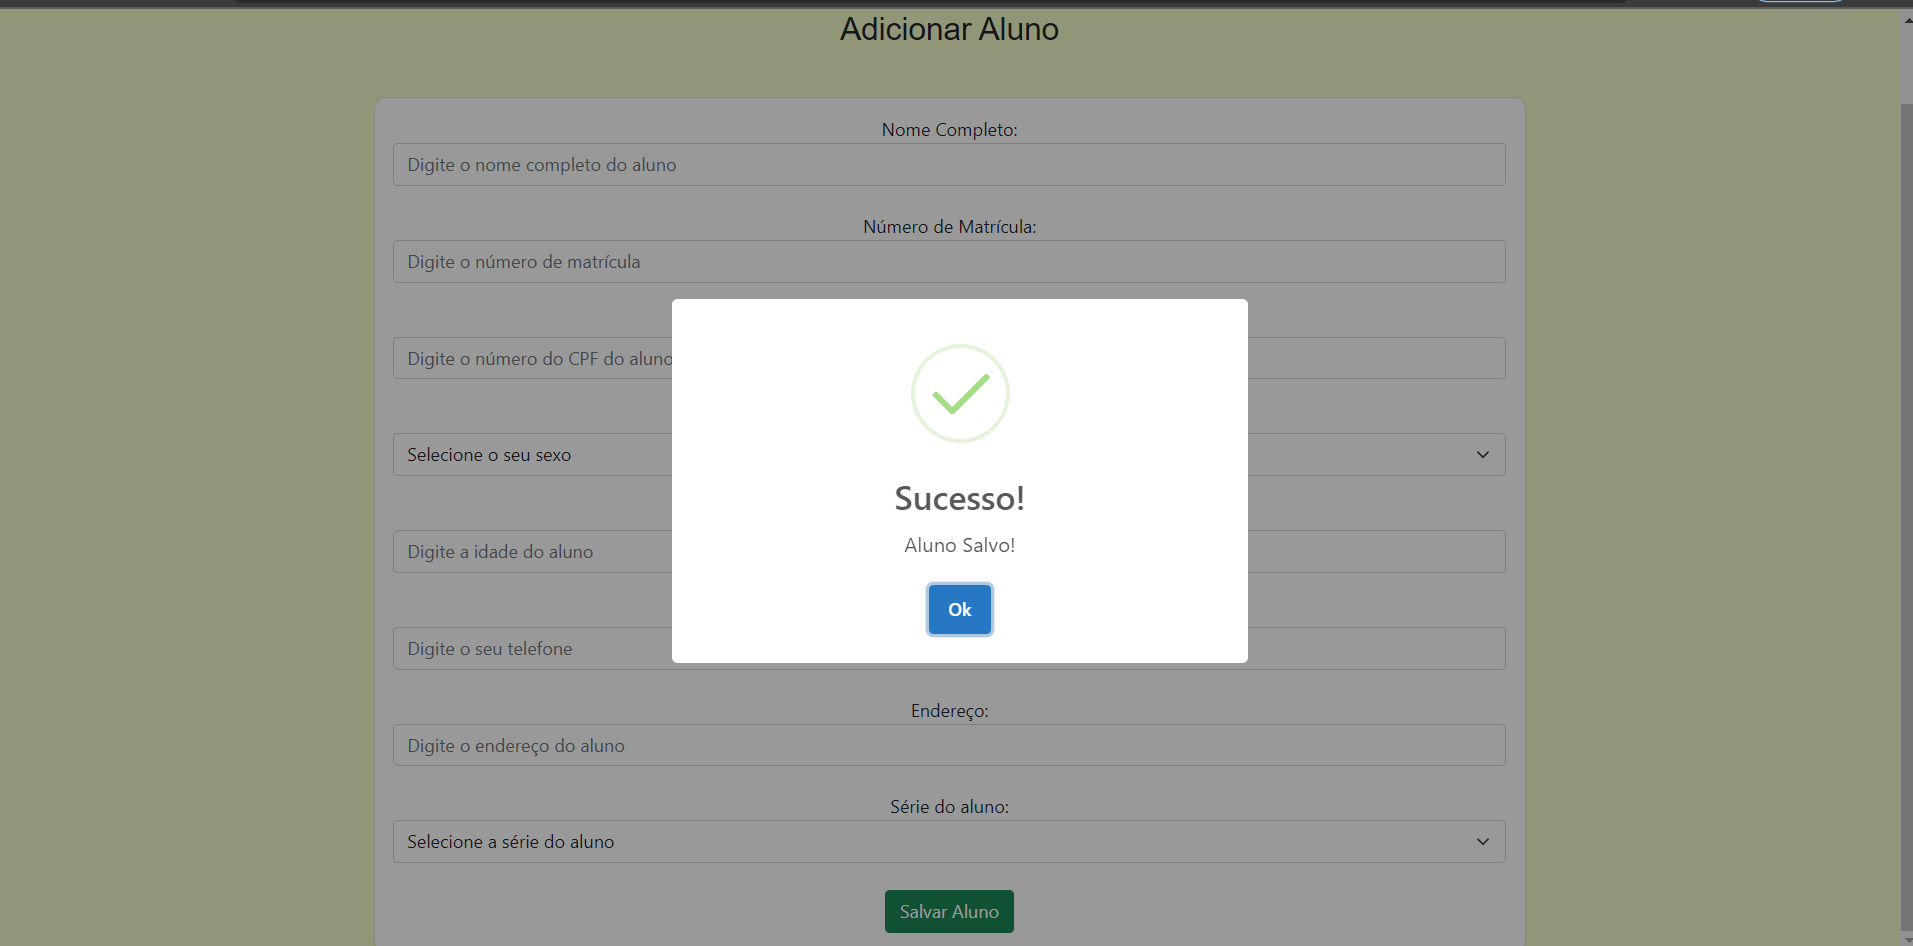 Adicionar Aluno
Nome Completo:
Digite o nome completo do aluno
Número de Matrícula:
Digite o número de matrícula
Digite o número do CPF do aluno
Selecione o seu sexo
Digite a idade do aluno
Digite o seu telefone
Sucesso!
Aluno Salvo!
Ok
Endereço:
Digite o endereço do aluno
Série do aluno:
Selecione a série do aluno
Salvar Aluno